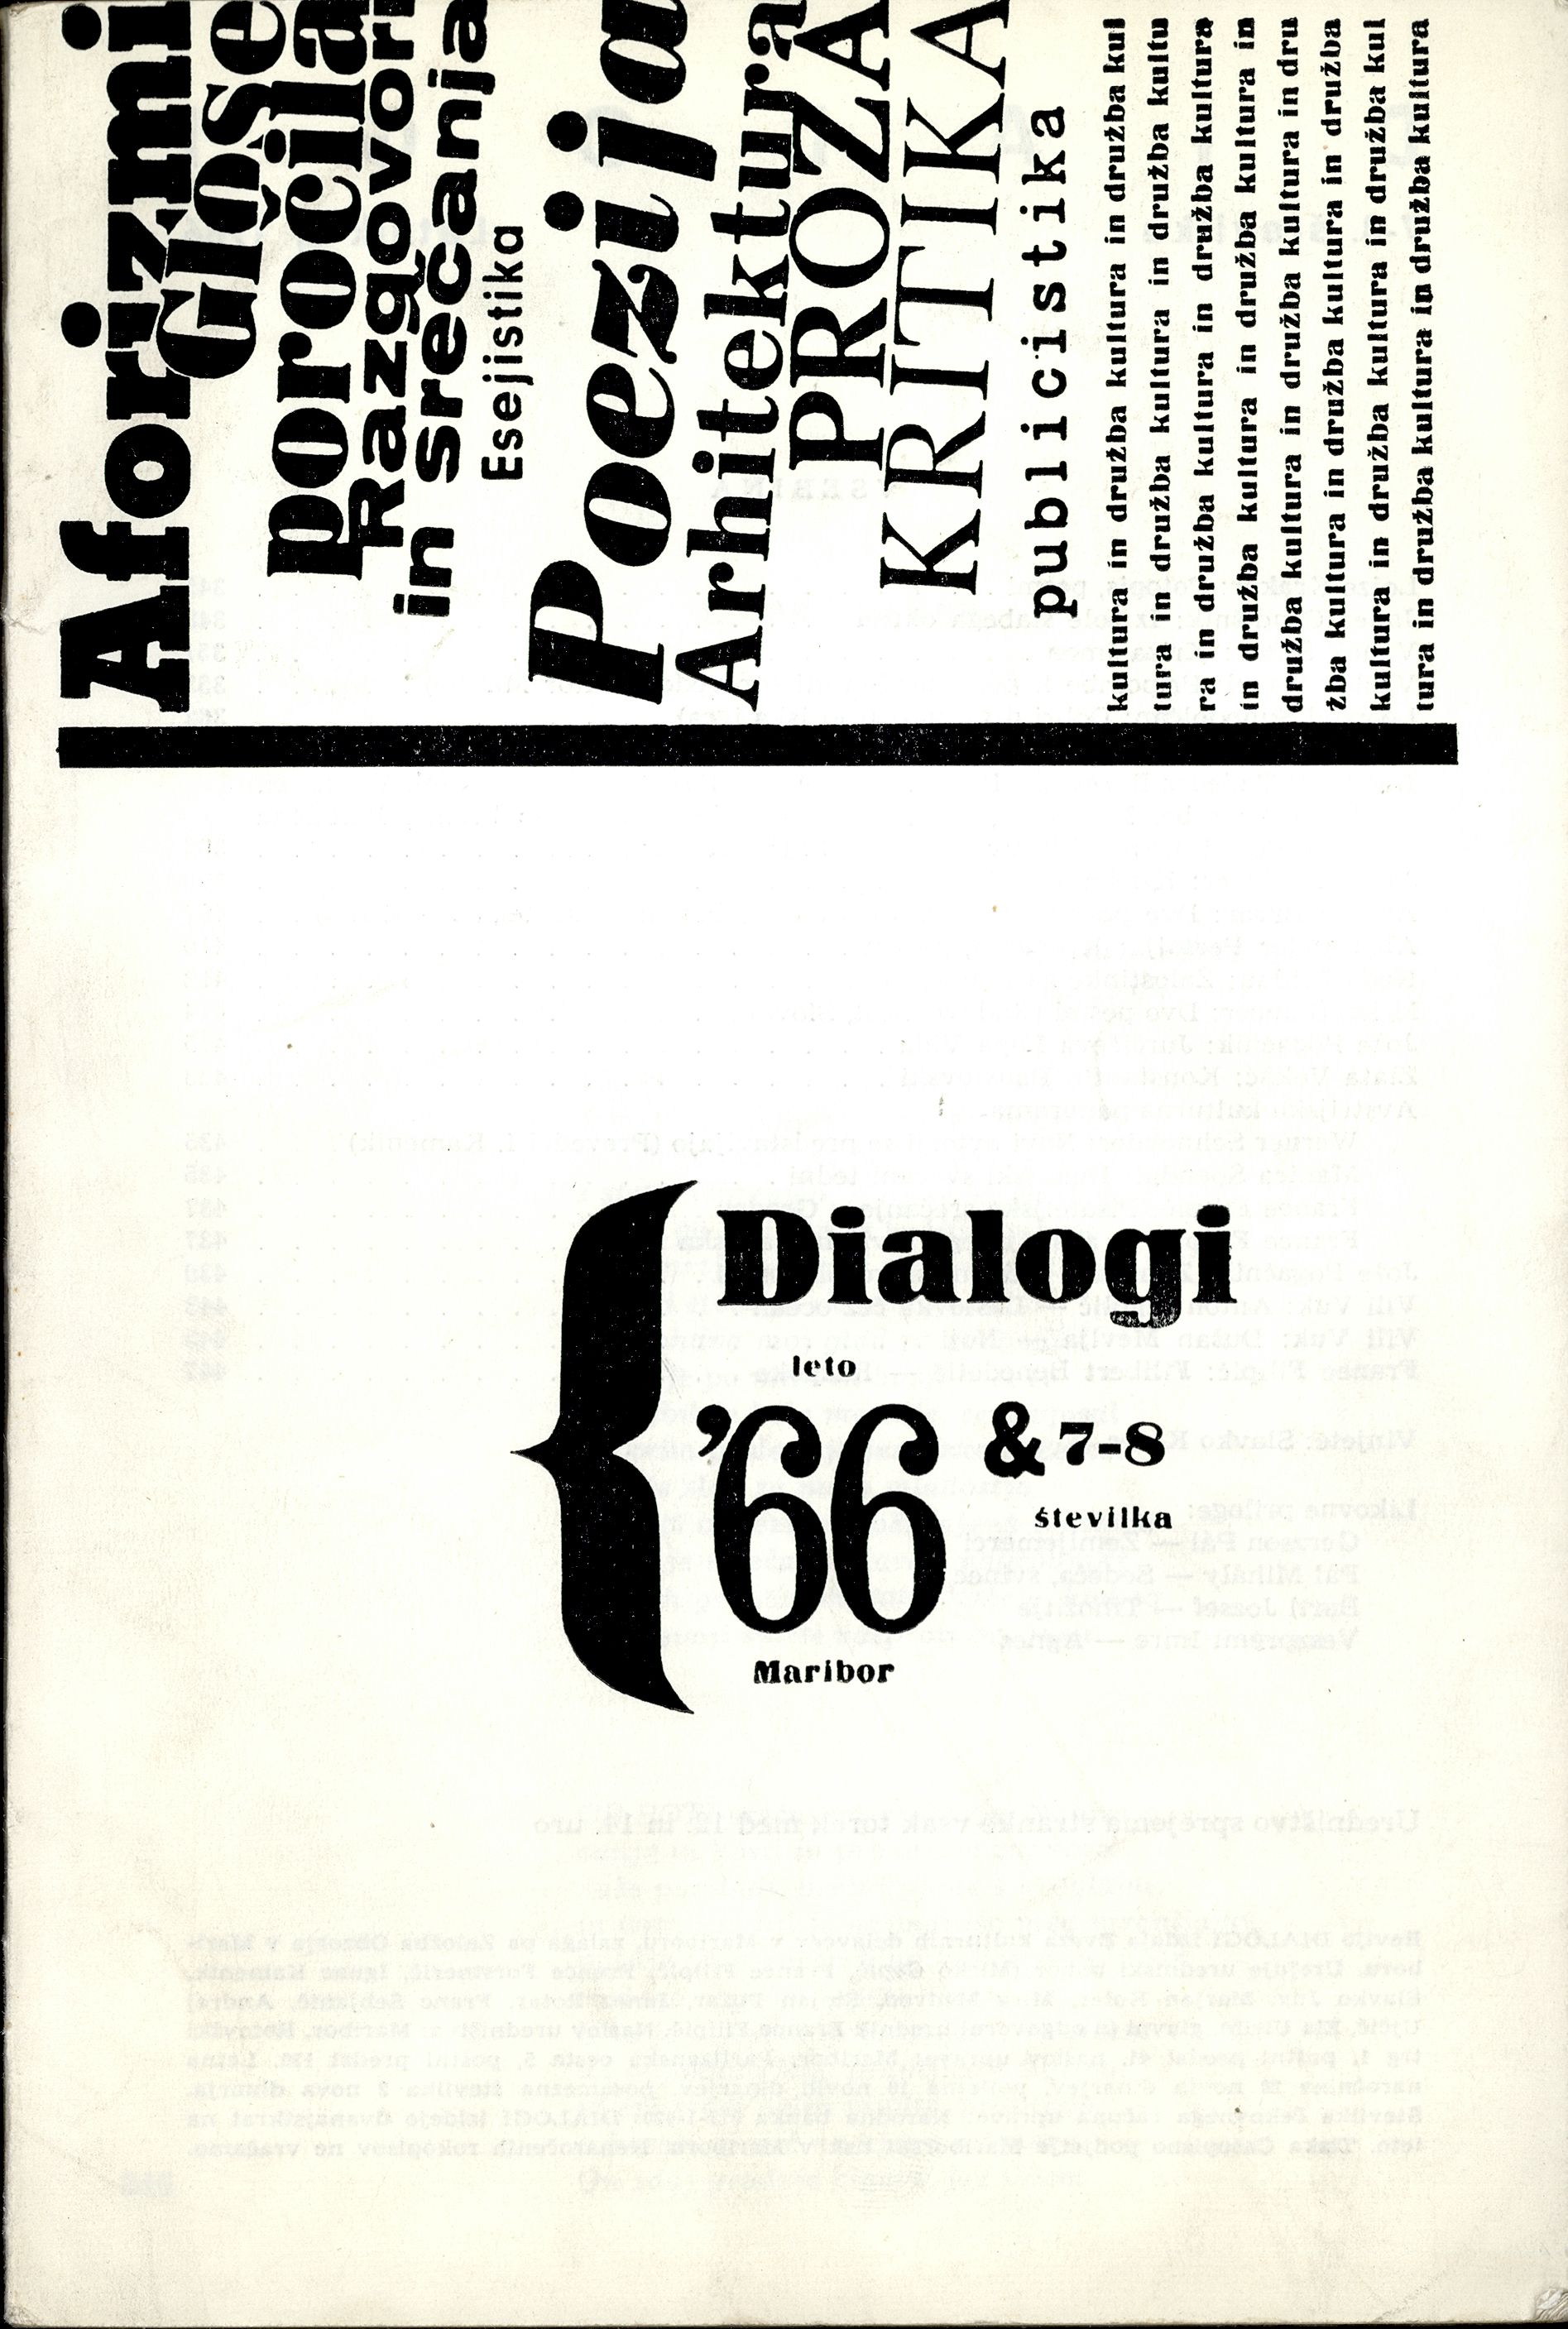 Aforizmi
Glose
poročila
Razgovori
in srečanja
Esejistika
Poezija
Arhitektura
PROZA
KRITIKA
publicistika
kultura in družba kultura in družba kul
tura in družba kultura in družba kultu
ra in družba kultura in družba kultura
in družba kultura in družba kultura in
družba kultura in družba kultura in dru
žba kultura in družba kultura in družba
kultura in družba kultura in družba kul
tura in družba kultura in družba kultura
{ Dialogi
leto
’66 & 7-8
številka
Maribor